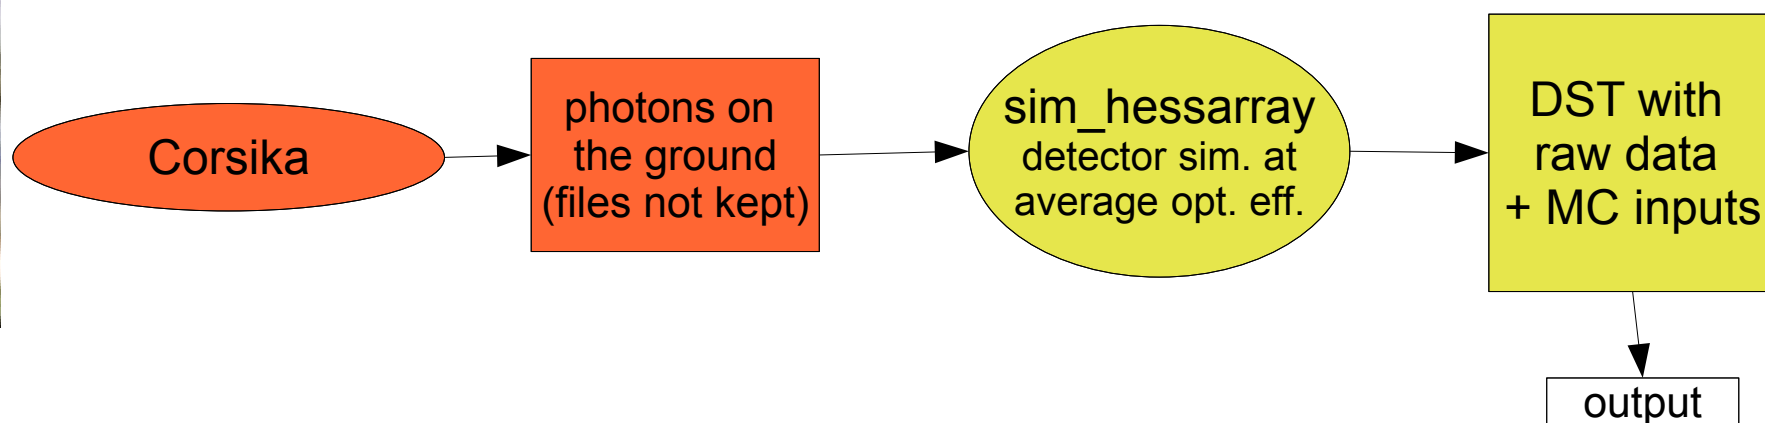 Corsika
photons on
the ground
(files not kept)
sim_hessarray
detector sim. at
average opt. eff.
DST with
raw data
+ MC inputs
output